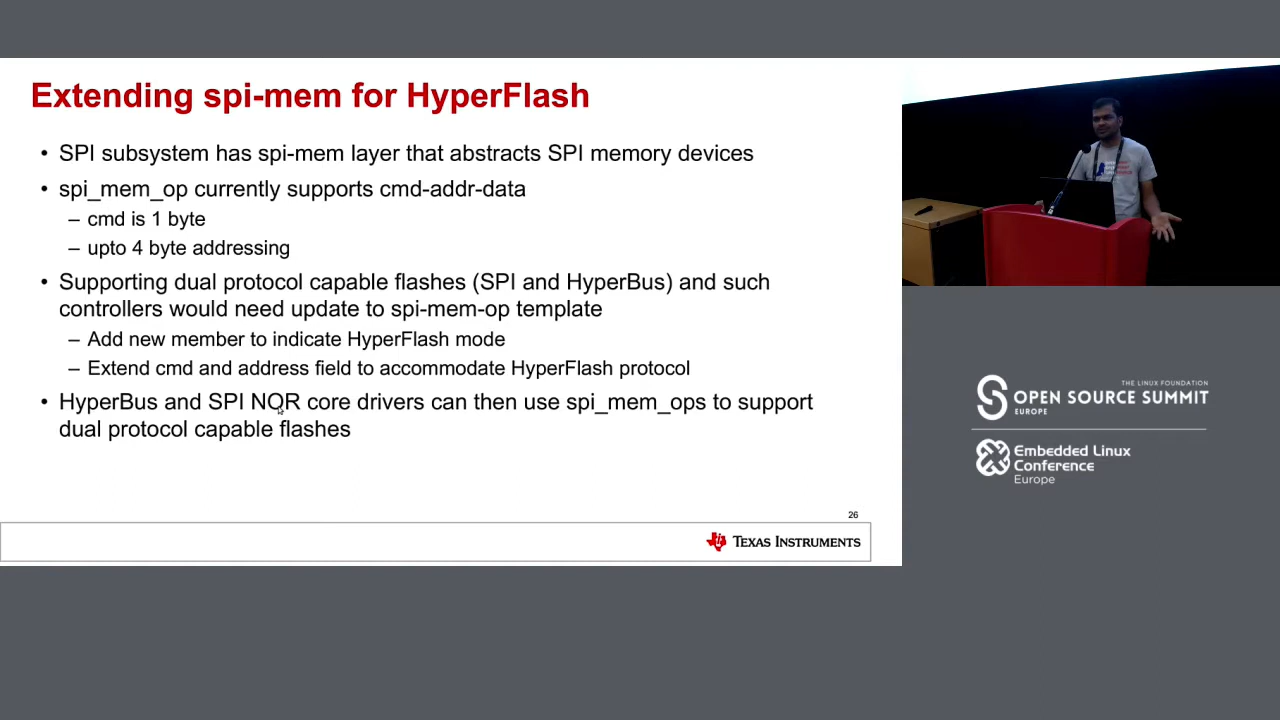 Extending spi-mem for HyperFlash
• SPI subsystem has spi-mem layer that abstracts SPI memory devices
• spi_mem_op currently supports cmd-addr-data
– cmd is 1 byte
– upto 4 byte addressing
• Supporting dual protocol capable flashes (SPI and HyperBus) and such
controllers would need update to spi-mem-op template
– Add new member to indicate HyperFlash mode
– Extend cmd and address field to accommodate HyperFlash protocol
• HyperBus and SPI NOR core drivers can then use spi_mem_ops to support
dual protocol capable flashes
26
TEXAS INSTRUMENTS
THE LINUX FOUNDATION
OPEN SOURCE SUMMIT
EUROPE
Embedded Linux
Conference
Europe